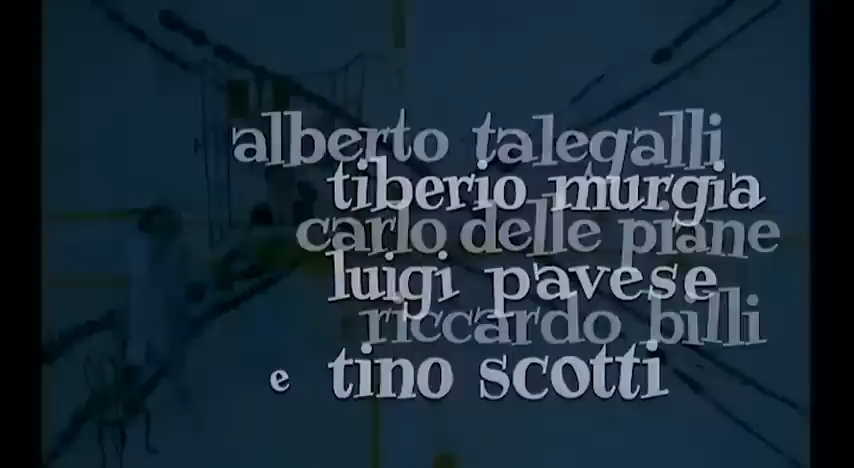 alberto talegalli
tiberio murgia
carlo delle piane
luigi pavese
riccardo billi
e tino scotti